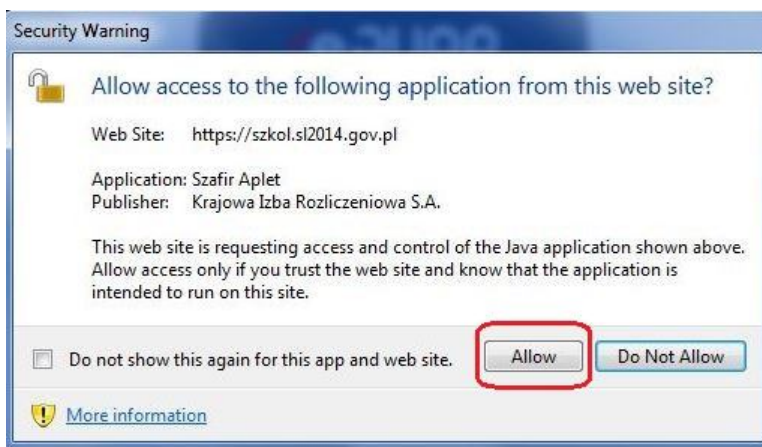 Security Warning
Allow access to the following application from this web site?
Web Site: https://szkol.sl2014.gov.pl
Application: Szafir Aplet
Publisher: Krajowa Izba Rozliczeniowa S.A.
This web site is requesting access and control of the Java application shown above.
Allow access only if you trust the web site and know that the application is
intended to run on this site.
Do not show this again for this app and web site. Allow Do Not Allow
More information